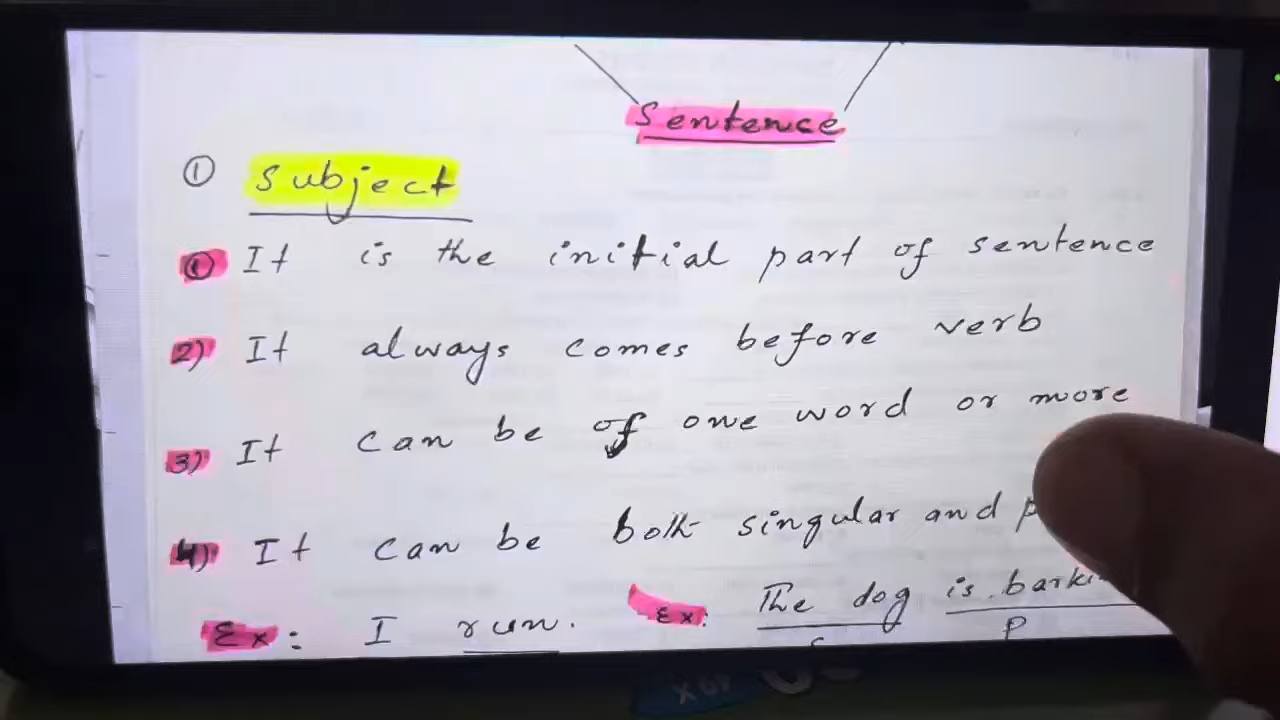 Sentence
① Subject
① It is the initial part of sentence
2) It always comes before verb
3) It can be of one word or more
4) It can be both singular and
Ex: I run. Ex: The dog is
S P